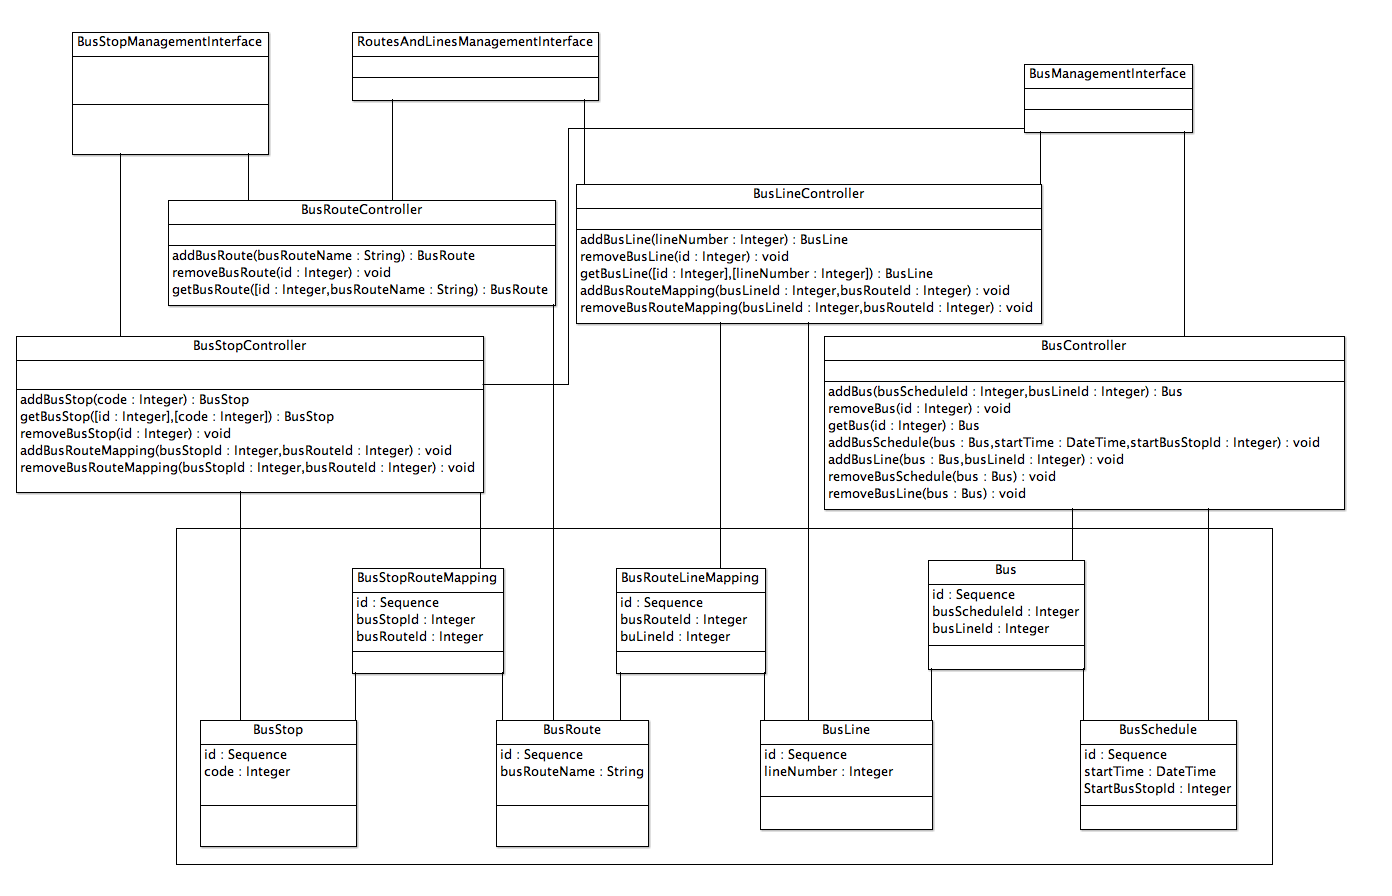 BusStopManagementInterface
RoutesAndLinesManagementInterface
BusManagementInterface
BusRouteController
addBusRoute(busRouteName : String) : BusRoute
removeBusRoute(id : Integer) : void
getBusRoute([id : Integer,busRouteName : String) : BusRoute
BusLineController
addBusLine(lineNumber : Integer) : BusLine
removeBusLine(id : Integer) : void
getBusLine([id : Integer],[lineNumber : Integer]) : BusLine
addBusRouteMapping(busLineId : Integer,busRouteId : Integer) : void
removeBusRouteMapping(busLineId : Integer,busRouteId : Integer) : void
BusStopController
addBusStop(code : Integer) : BusStop
getBusStop([id : Integer],[code : Integer]) : BusStop
removeBusStop(id : Integer) : void
addBusRouteMapping(busStopId : Integer,busRouteId : Integer) : void
removeBusRouteMapping(busStopId : Integer,busRouteId : Integer) : void
BusController
addBus(busScheduleId : Integer,busLineId : Integer) : Bus
removeBus(id : Integer) : void
getBus(id : Integer) : Bus
addBusSchedule(bus : Bus,startTime : DateTime,startBusStopId : Integer) : void
addBusLine(bus : Bus,busLineId : Integer) : void
removeBusSchedule(bus : Bus) : void
removeBusLine(bus : Bus) : void
BusStopRouteMapping
id : Sequence
busStopId : Integer
busRouteId : Integer
BusRouteLineMapping
id : Sequence
busRouteId : Integer
buLineId : Integer
Bus
id : Sequence
busScheduleId : Integer
busLineId : Integer
BusStop
id : Sequence
code : Integer
BusRoute
id : Sequence
busRouteName : String
BusLine
id : Sequence
lineNumber : Integer
BusSchedule
id : Sequence
startTime : DateTime
StartBusStopId : Integer